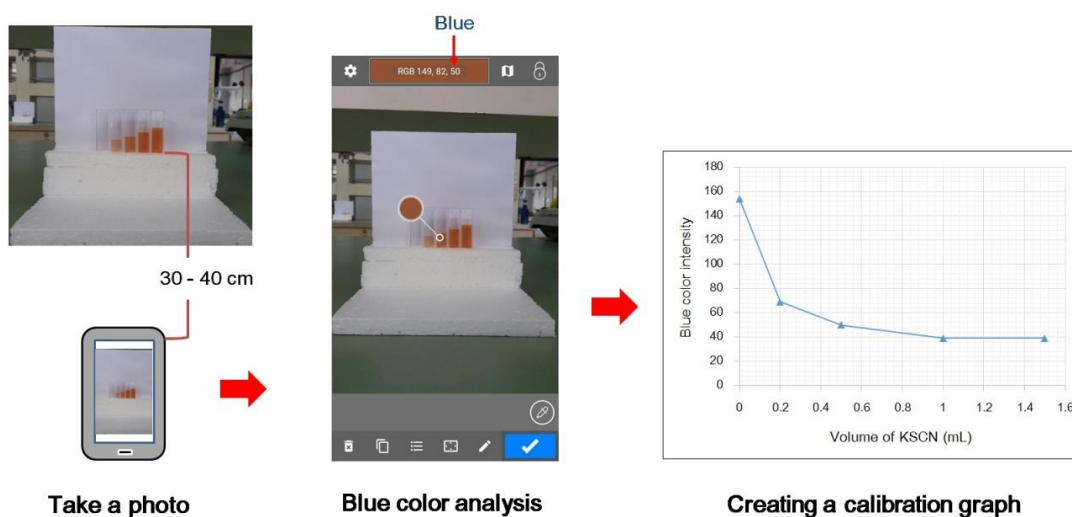 Blue
RGB 149, 82, 50
30 - 40 cm
Take a photo
Blue color analysis
Blue color intensity
180
160
140
120
100
80
60
40
20
0
0 0.2 0.4 0.6 0.8 1 1.2 1.4 1.6
Volume of KSCN (mL)
Creating a calibration graph